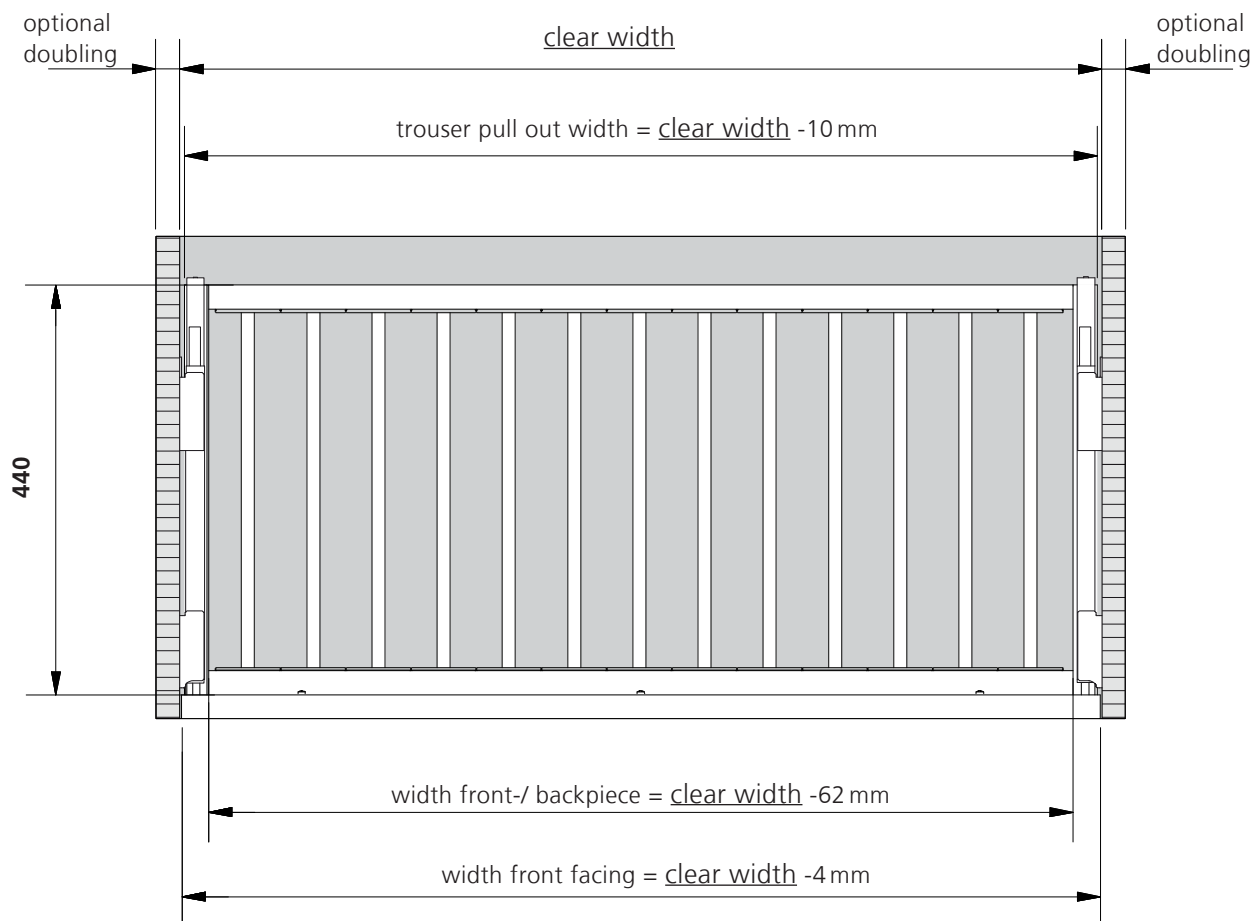 optional
doubling
clear width
optional
doubling
trouser pull out width = clear width -10 mm
440
width front-/ backpiece = clear width -62 mm
width front facing = clear width -4 mm